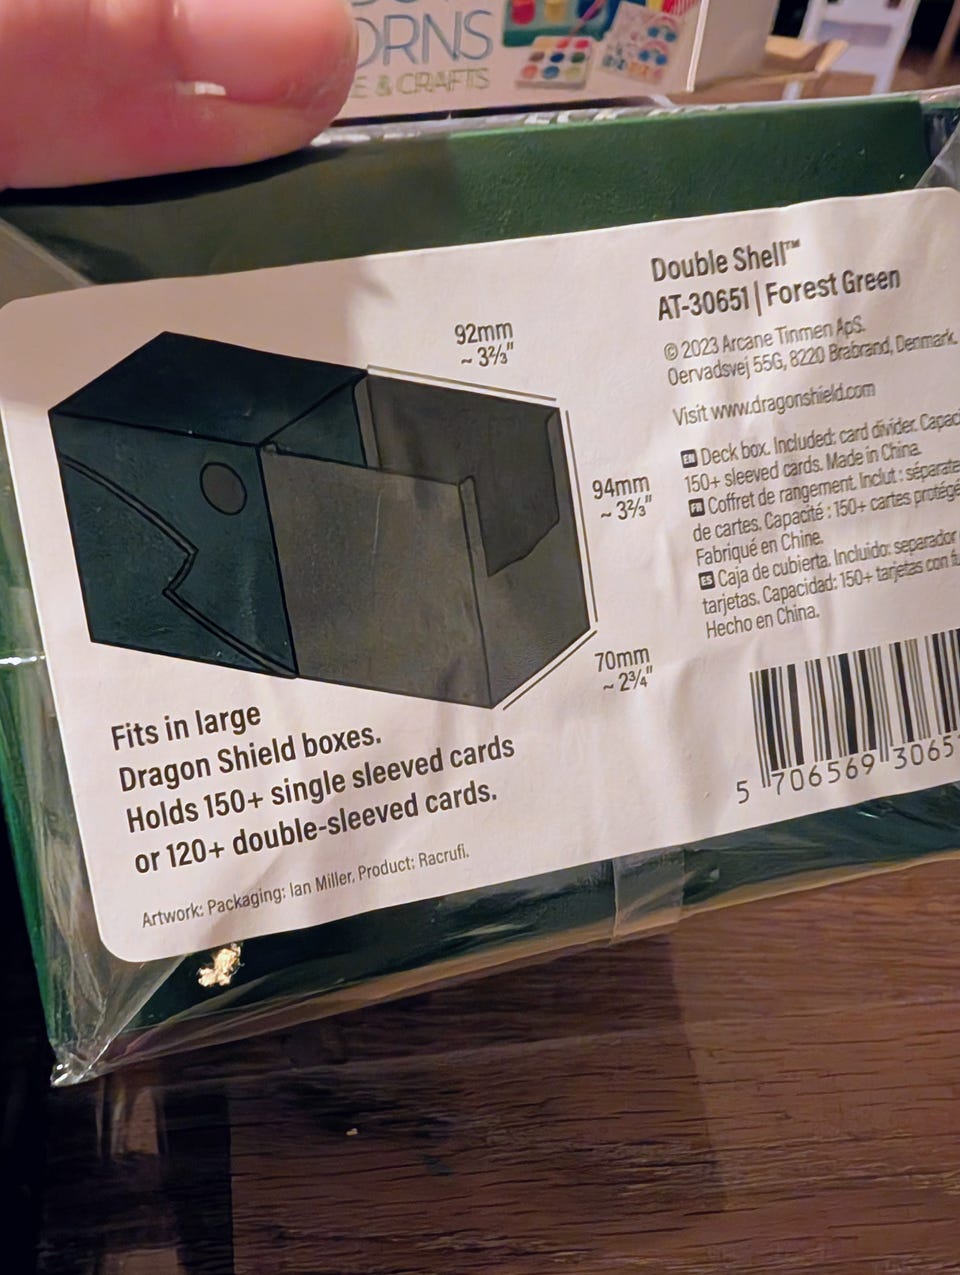 ORNS
E & CRAFTS
Double Shell™
AT-30651 | Forest Green
© 2023 Arcane Tinmen ApS.
Oervadsvej 55G, 8220 Brabrand, Denmark.
Visit www.dragonshield.com
EN Deck box. Included: card divider. Capaci
150+ sleeved cards. Made in China.
FR Coffret de rangement. Inclut : séparate
de cartes. Capacité : 150+ cartes protégé
Fabriqué en Chine.
ES Caja de cubierta. Incluido: separador
tarjetas. Capacidad: 150+ tarjetas con fu
Hecho en China.
92mm
~ 3⅔"
94mm
~ 3⅔"
70mm
~ 2¾"
Fits in large
Dragon Shield boxes.
Holds 150+ single sleeved cards
or 120+ double-sleeved cards.
Artwork: Packaging: Ian Miller, Product: Racrufi.
5 706569 3065